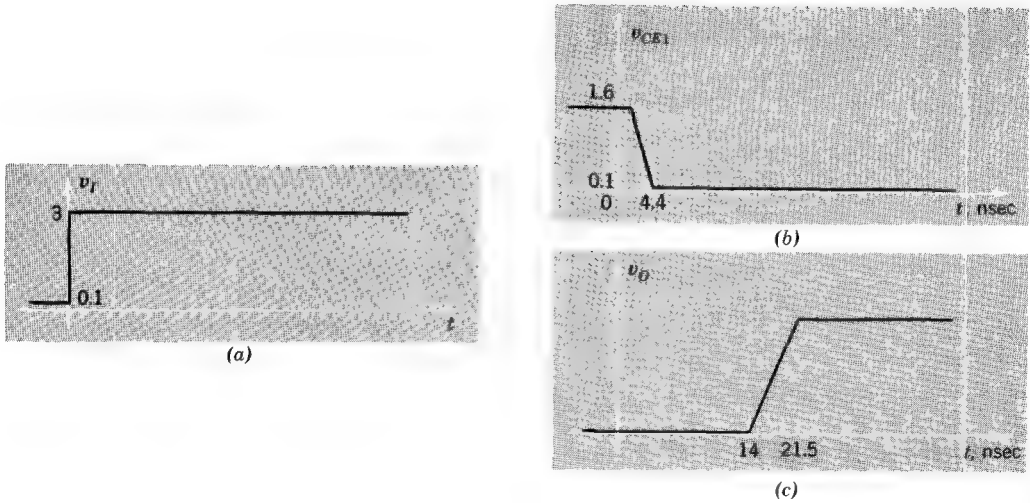 v_I
3
0.1
t
(a)
v_CE1
1.6
0.1
0
4.4
t, nsec
(b)
v_O
14
21.5
t, nsec
(c)